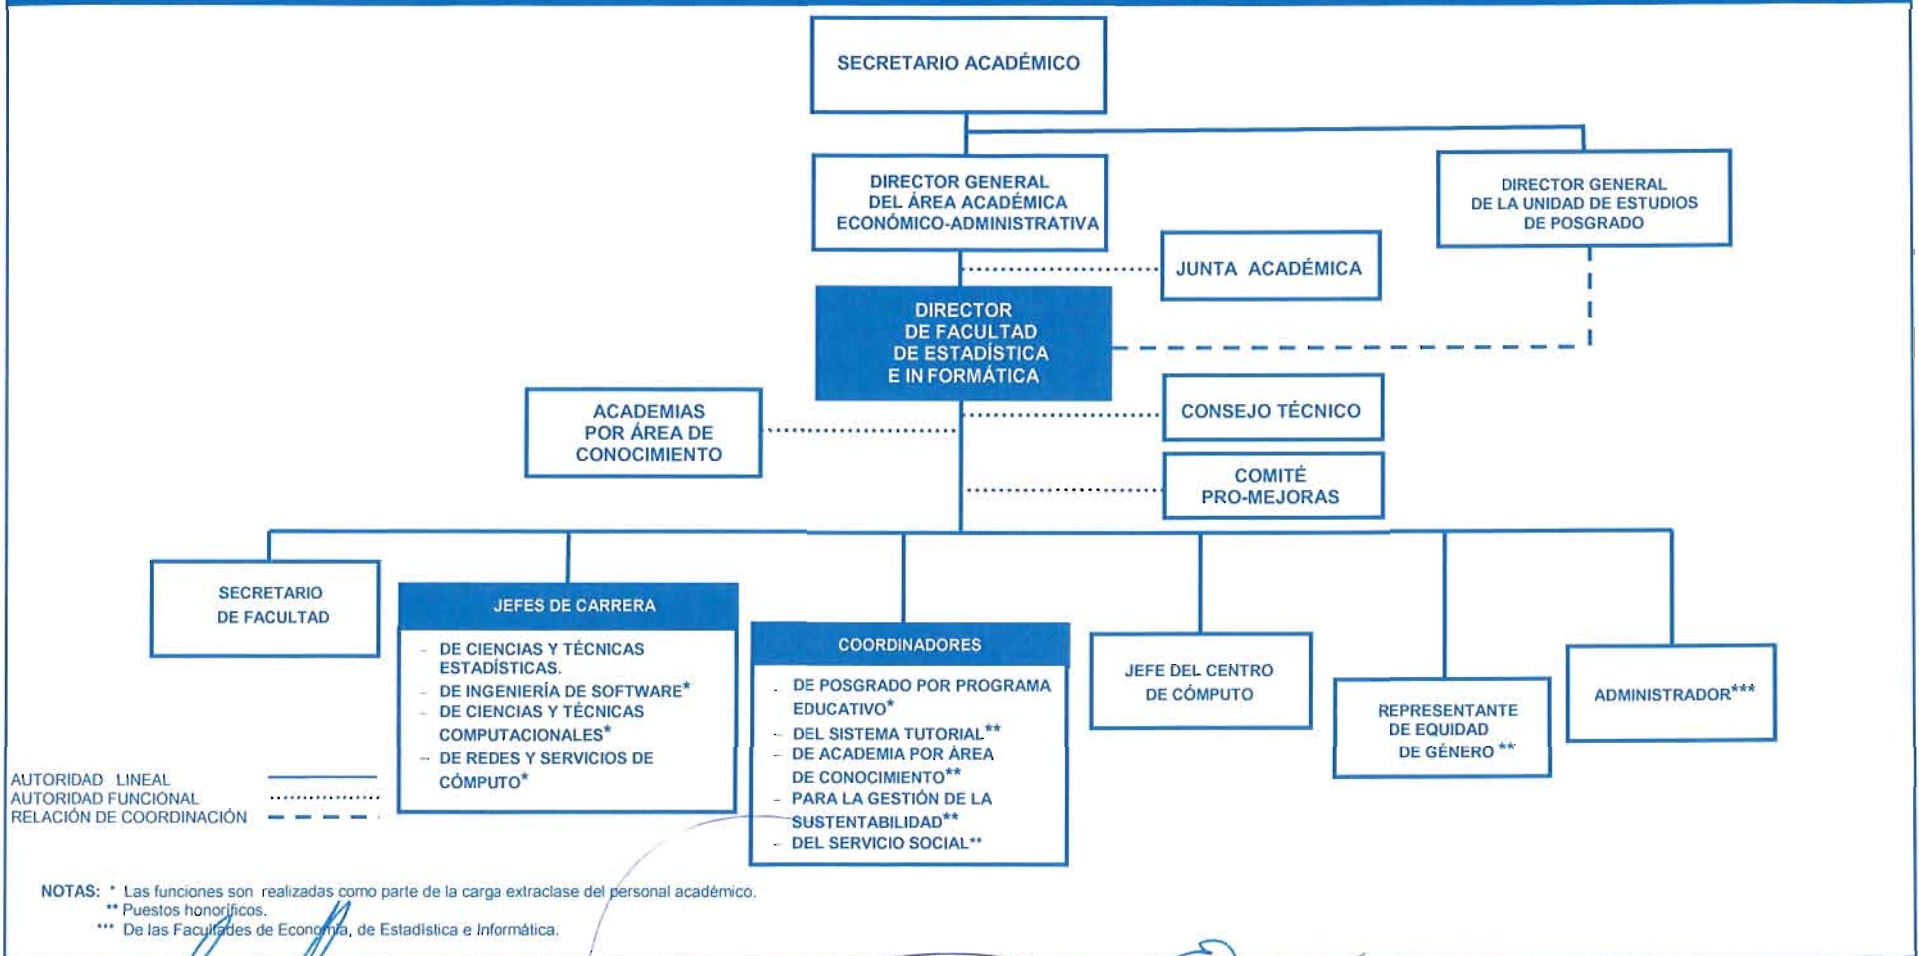 SECRETARIO ACADÉMICO
DIRECTOR GENERAL
DEL ÁREA ACADÉMICA
ECONÓMICO-ADMINISTRATIVA
DIRECTOR GENERAL
DE LA UNIDAD DE ESTUDIOS
DE POSGRADO
JUNTA ACADÉMICA
DIRECTOR
DE FACULTAD
DE ESTADÍSTICA
E IN FORMÁTICA
ACADEMIAS
POR ÁREA DE
CONOCIMIENTO
CONSEJO TÉCNICO
COMITÉ
PRO-MEJORAS
SECRETARIO
DE FACULTAD
JEFES DE CARRERA
- DE CIENCIAS Y TÉCNICAS
ESTADÍSTICAS.
- DE INGENIERÍA DE SOFTWARE*
- DE CIENCIAS Y TÉCNICAS
COMPUTACIONALES*
- DE REDES Y SERVICIOS DE
CÓMPUTO*
COORDINADORES
- DE POSGRADO POR PROGRAMA
EDUCATIVO*
- DEL SISTEMA TUTORIAL**
- DE ACADEMIA POR ÁREA
DE CONOCIMIENTO**
- PARA LA GESTIÓN DE LA
SUSTENTABILIDAD**
- DEL SERVICIO SOCIAL**
JEFE DEL CENTRO
DE CÓMPUTO
REPRESENTANTE
DE EQUIDAD
DE GÉNERO **
ADMINISTRADOR***
AUTORIDAD LINEAL
AUTORIDAD FUNCIONAL
RELACIÓN DE COORDINACIÓN
NOTAS: * Las funciones son realizadas como parte de la carga extraclase del personal académico.
** Puestos honoríficos.
*** De las Facultades de Economía, de Estadística e Informática.